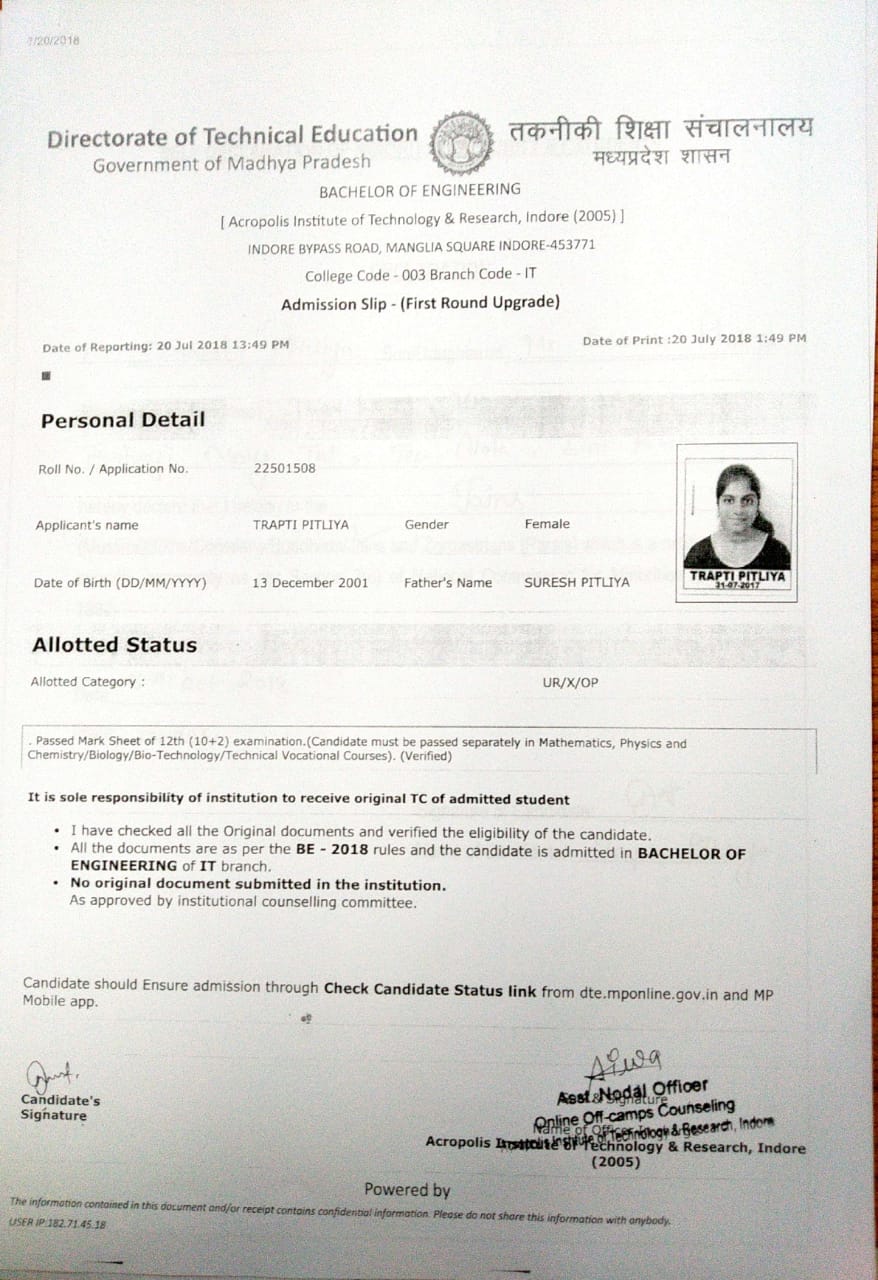 7/20/2018
Directorate of Technical Education
Government of Madhya Pradesh
तकनीकी शिक्षा संचालनालय
मध्यप्रदेश शासन
BACHELOR OF ENGINEERING
[ Acropolis Institute of Technology & Research, Indore (2005) ]
INDORE BYPASS ROAD, MANGLIA SQUARE INDORE-453771
College Code - 003 Branch Code - IT
Admission Slip - (First Round Upgrade)
Date of Reporting: 20 Jul 2018 13:49 PM Date of Print :20 July 2018 1:49 PM
Personal Detail
Roll No. / Application No. 22501508
Applicant's name TRAPTI PITLIYA Gender Female
Date of Birth (DD/MM/YYYY) 13 December 2001 Father's Name SURESH PITLIYA
TRAPTI PITLIYA
31-07-2017
Allotted Status
Allotted Category : UR/X/OP
. Passed Mark Sheet of 12th (10+2) examination.(Candidate must be passed separately in Mathematics, Physics and
Chemistry/Biology/Bio-Technology/Technical Vocational Courses). (Verified)
It is sole responsibility of institution to receive original TC of admitted student
• I have checked all the Original documents and verified the eligibility of the candidate.
• All the documents are as per the BE - 2018 rules and the candidate is admitted in BACHELOR OF
ENGINEERING of IT branch.
• No original document submitted in the institution.
As approved by institutional counselling committee.
Candidate should Ensure admission through Check Candidate Status link from dte.mponline.gov.in and MP
Mobile app.
Candidate's
Signature
Asst. Nodal Officer
& Signature
Online Off-camps Counseling
Name of Officer
Institute of Technology & Research, Indore
Acropolis Institute of Technology & Research, Indore
(2005)
Powered by
The information contained in this document and/or receipt contains confidential information. Please do not share this information with anybody.
USER IP:182.71.45.18